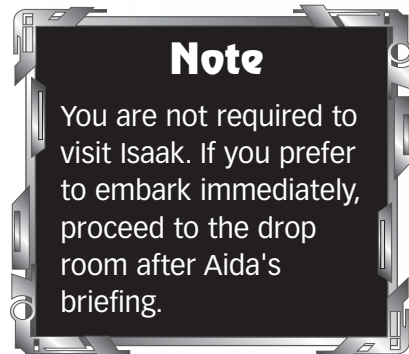 Note
You are not required to
visit Isaak. If you prefer
to embark immediately,
proceed to the drop
room after Aida's
briefing.